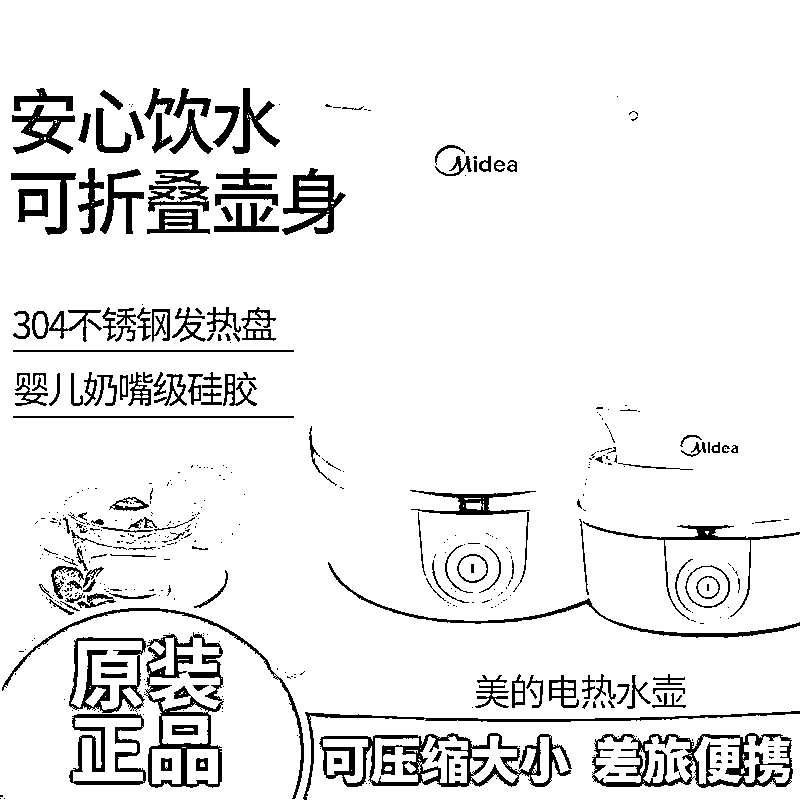 安心饮水
可折叠壶身
Midea
304不锈钢发热盘
婴儿奶嘴级硅胶
Midea
原装
正品
美的电热水壶
可压缩大小 差旅便携